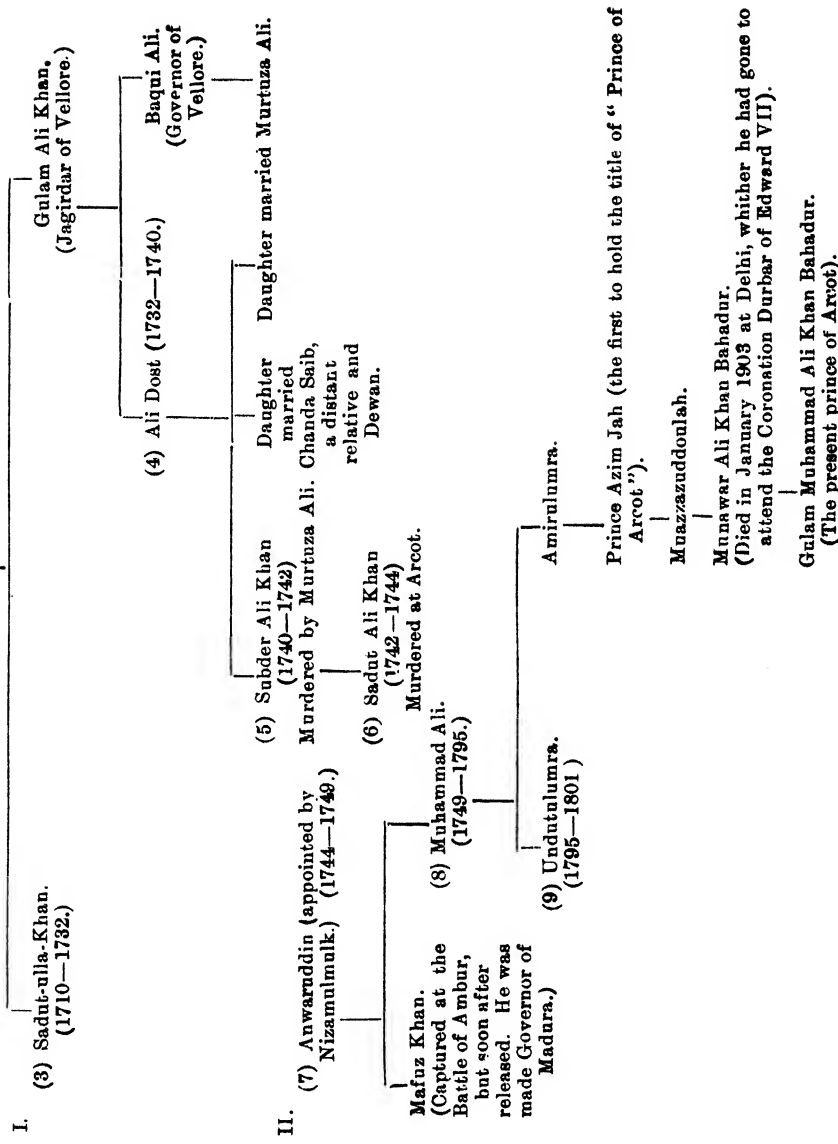 I.
(3) Sadut-ulla-Khan.
(1710—1732.)
Gulam Ali Khan.
(Jagirdar of Vellore.)
(4) Ali Dost (1732—1740.)
Baqui Ali.
(Governor of
Vellore.)
(5) Subder Ali Khan
(1740—1742)
Murdered by Murtuza Ali.
Daughter
married
Chanda Saib,
a distant
relative and
Dewan.
Daughter married Murtuza Ali.
(6) Sadut Ali Khan
(1742—1744)
Murdered at Arcot.
II.
(7) Anwaruddin (appointed by
Nizamulmulk.) (1744—1749.)
Mafuz Khan.
(Captured at the
Battle of Ambur,
but soon after
released. He was
made Governor of
Madura.)
(8) Muhammad Ali.
(1749—1795.)
(9) Undutulumra.
(1795—1801)
Amirulumra.
Prince Azim Jah (the first to hold the title of “Prince of
Arcot”).
Muazzazuddoulah.
Munawar Ali Khan Bahadur.
(Died in January 1903 at Delhi, whither he had gone to
attend the Coronation Durbar of Edward VII).
Gulam Muhammad Ali Khan Bahadur.
(The present prince of Arcot).